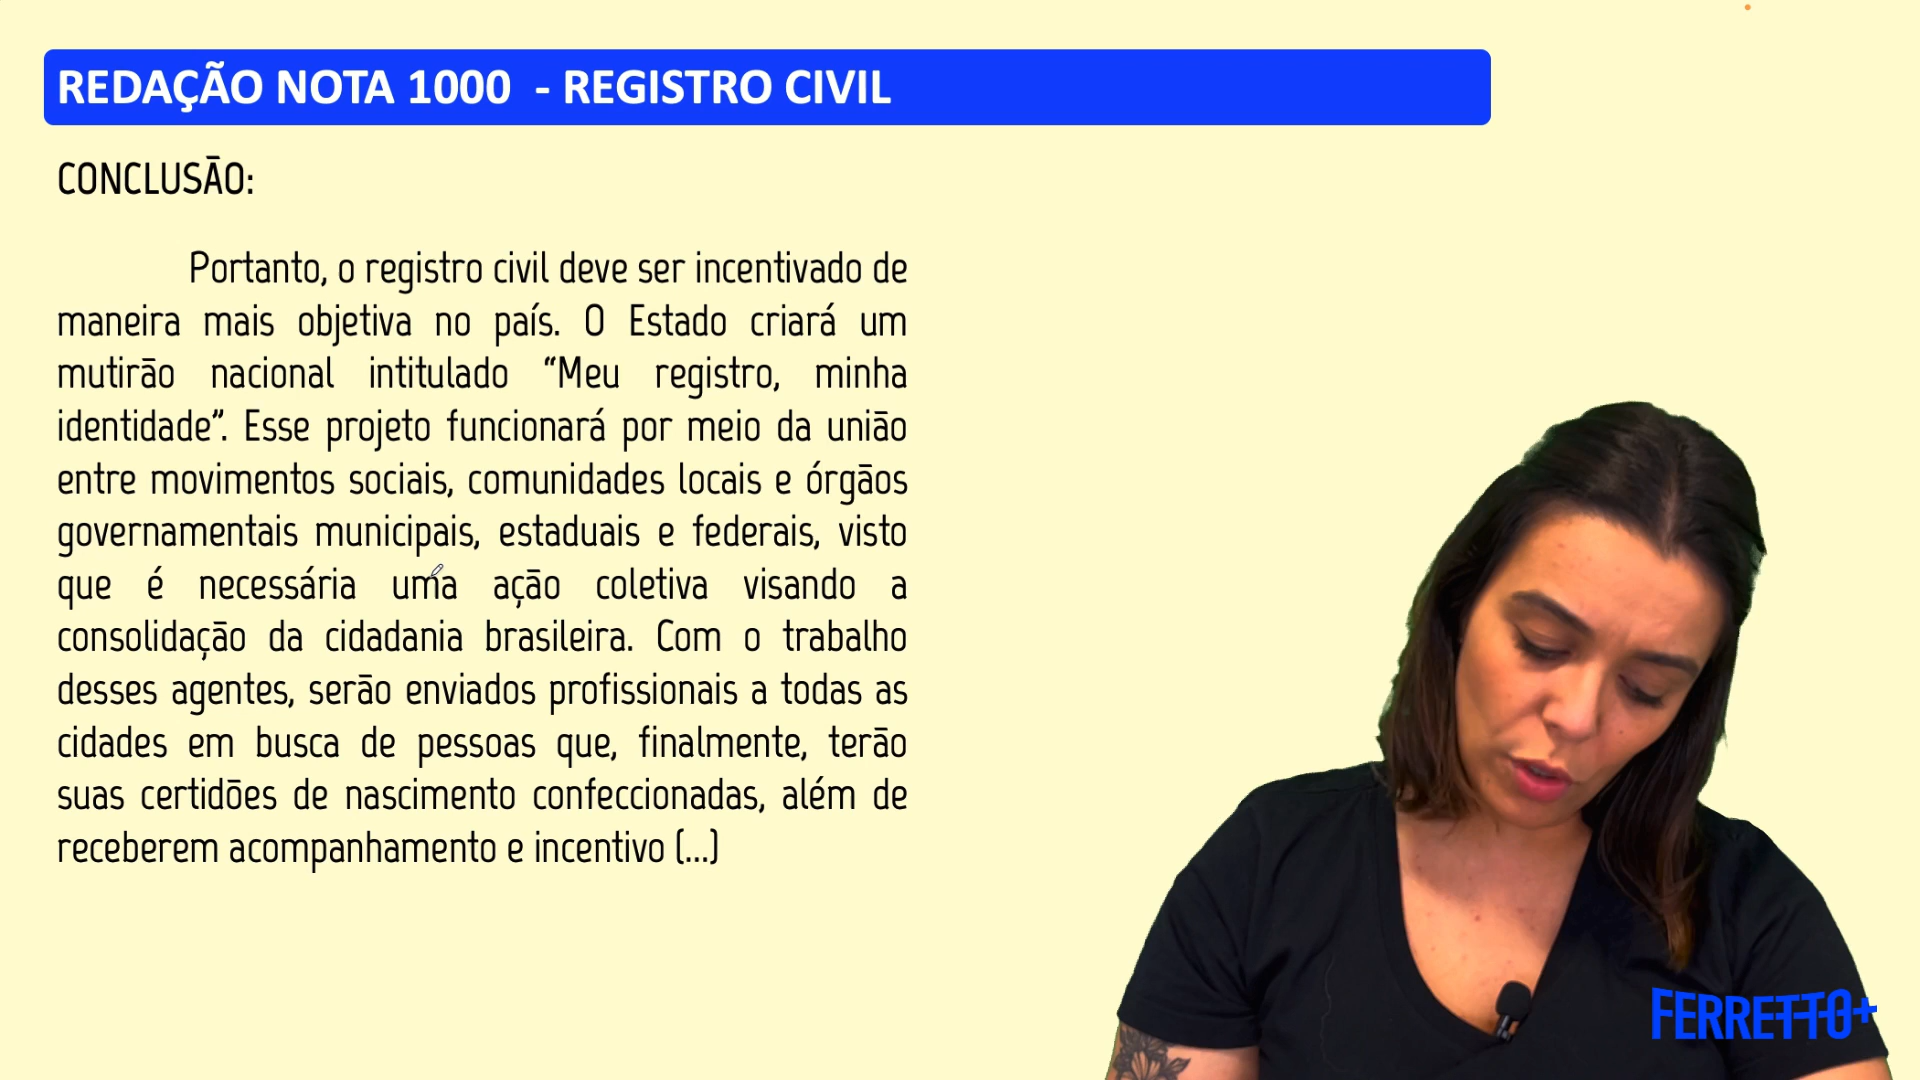 REDAÇÃO NOTA 1000 - REGISTRO CIVIL
CONCLUSÃO:
Portanto, o registro civil deve ser incentivado de
maneira mais objetiva no país. O Estado criará um
mutirão nacional intitulado “Meu registro, minha
identidade”. Esse projeto funcionará por meio da união
entre movimentos sociais, comunidades locais e órgãos
governamentais municipais, estaduais e federais, visto
que é necessária uma ação coletiva visando a
consolidação da cidadania brasileira. Com o trabalho
desses agentes, serão enviados profissionais a todas as
cidades em busca de pessoas que, finalmente, terão
suas certidões de nascimento confeccionadas, além de
receberem acompanhamento e incentivo (...)
FERRETTO+